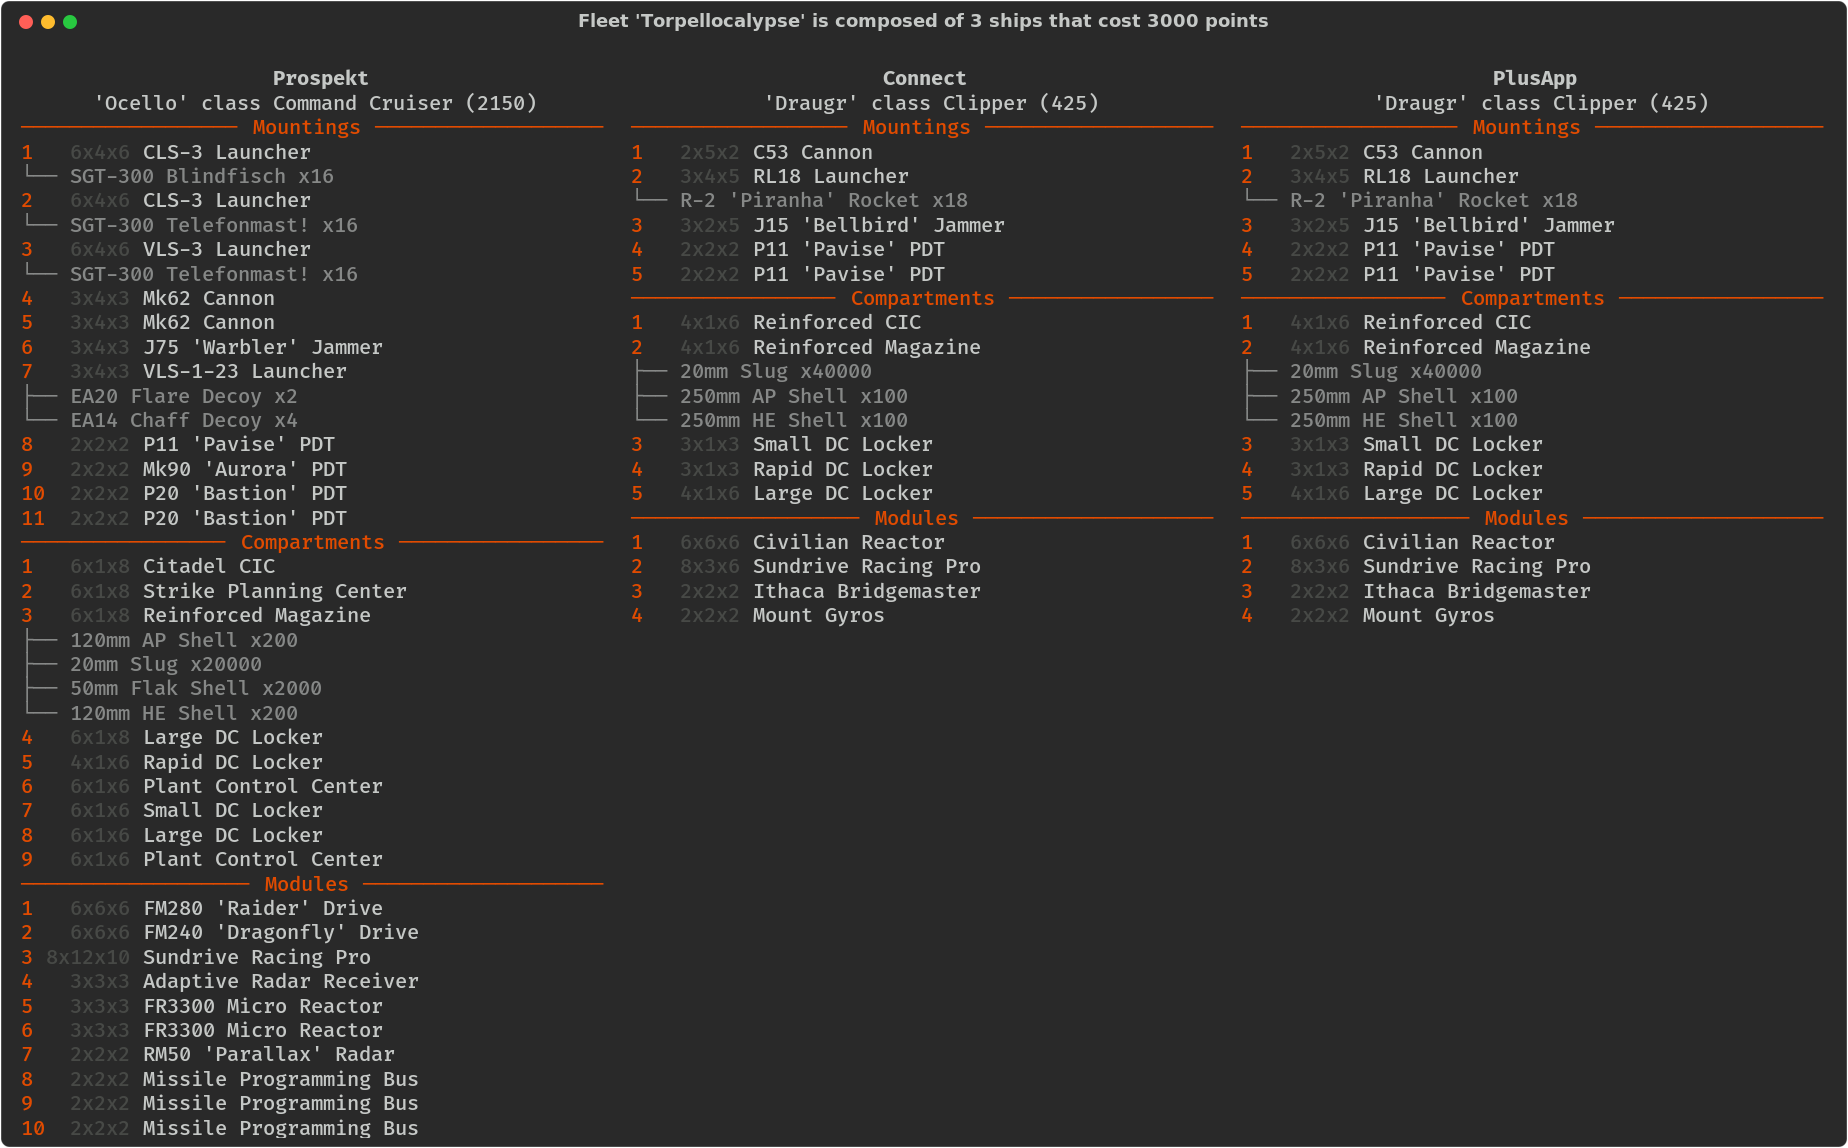 Fleet 'Torpellocalypse' is composed of 3 ships that cost 3000 points
Prospekt
'Ocello' class Command Cruiser (2150)
Mountings
1 6x4x6 CLS-3 Launcher
SGT-300 Blindfisch x16
2 6x4x6 CLS-3 Launcher
SGT-300 Telefonmast! x16
3 6x4x6 VLS-3 Launcher
SGT-300 Telefonmast! x16
4 3x4x3 Mk62 Cannon
5 3x4x3 Mk62 Cannon
6 3x4x3 J75 'Warbler' Jammer
7 3x4x3 VLS-1-23 Launcher
EA20 Flare Decoy x2
EA14 Chaff Decoy x4
8 2x2x2 P11 'Pavise' PDT
9 2x2x2 Mk90 'Aurora' PDT
10 2x2x2 P20 'Bastion' PDT
11 2x2x2 P20 'Bastion' PDT
Compartments
1 6x1x8 Citadel CIC
2 6x1x8 Strike Planning Center
3 6x1x8 Reinforced Magazine
120mm AP Shell x200
20mm Slug x20000
50mm Flak Shell x2000
120mm HE Shell x200
4 6x1x8 Large DC Locker
5 4x1x6 Rapid DC Locker
6 6x1x6 Plant Control Center
7 6x1x6 Small DC Locker
8 6x1x6 Large DC Locker
9 6x1x6 Plant Control Center
Modules
1 6x6x6 FM280 'Raider' Drive
2 6x6x6 FM240 'Dragonfly' Drive
3 8x12x10 Sundrive Racing Pro
4 3x3x3 Adaptive Radar Receiver
5 3x3x3 FR3300 Micro Reactor
6 3x3x3 FR3300 Micro Reactor
7 2x2x2 RM50 'Parallax' Radar
8 2x2x2 Missile Programming Bus
9 2x2x2 Missile Programming Bus
10 2x2x2 Missile Programming Bus
Connect
'Draugr' class Clipper (425)
Mountings
1 2x5x2 C53 Cannon
2 3x4x5 RL18 Launcher
R-2 'Piranha' Rocket x18
3 3x2x5 J15 'Bellbird' Jammer
4 2x2x2 P11 'Pavise' PDT
5 2x2x2 P11 'Pavise' PDT
Compartments
1 4x1x6 Reinforced CIC
2 4x1x6 Reinforced Magazine
20mm Slug x40000
250mm AP Shell x100
250mm HE Shell x100
3 3x1x3 Small DC Locker
4 3x1x3 Rapid DC Locker
5 4x1x6 Large DC Locker
Modules
1 6x6x6 Civilian Reactor
2 8x3x6 Sundrive Racing Pro
3 2x2x2 Ithaca Bridgemaster
4 2x2x2 Mount Gyros
PlusApp
'Draugr' class Clipper (425)
Mountings
1 2x5x2 C53 Cannon
2 3x4x5 RL18 Launcher
R-2 'Piranha' Rocket x18
3 3x2x5 J15 'Bellbird' Jammer
4 2x2x2 P11 'Pavise' PDT
5 2x2x2 P11 'Pavise' PDT
Compartments
1 4x1x6 Reinforced CIC
2 4x1x6 Reinforced Magazine
20mm Slug x40000
250mm AP Shell x100
250mm HE Shell x100
3 3x1x3 Small DC Locker
4 3x1x3 Rapid DC Locker
5 4x1x6 Large DC Locker
Modules
1 6x6x6 Civilian Reactor
2 8x3x6 Sundrive Racing Pro
3 2x2x2 Ithaca Bridgemaster
4 2x2x2 Mount Gyros